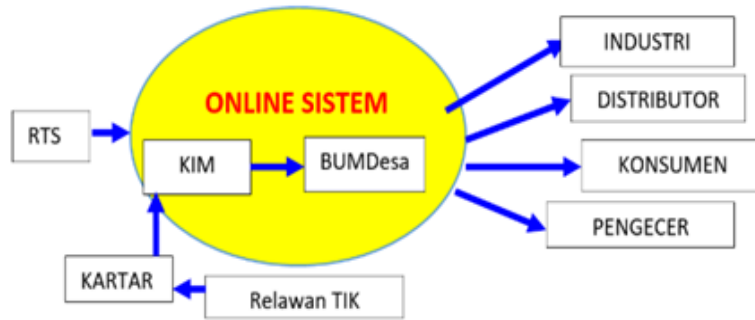 INDUSTRI
ONLINE SISTEM
DISTRIBUTOR
RTS
KIM
BUMDesa
KONSUMEN
PENGECER
KARTAR
Relawan TIK